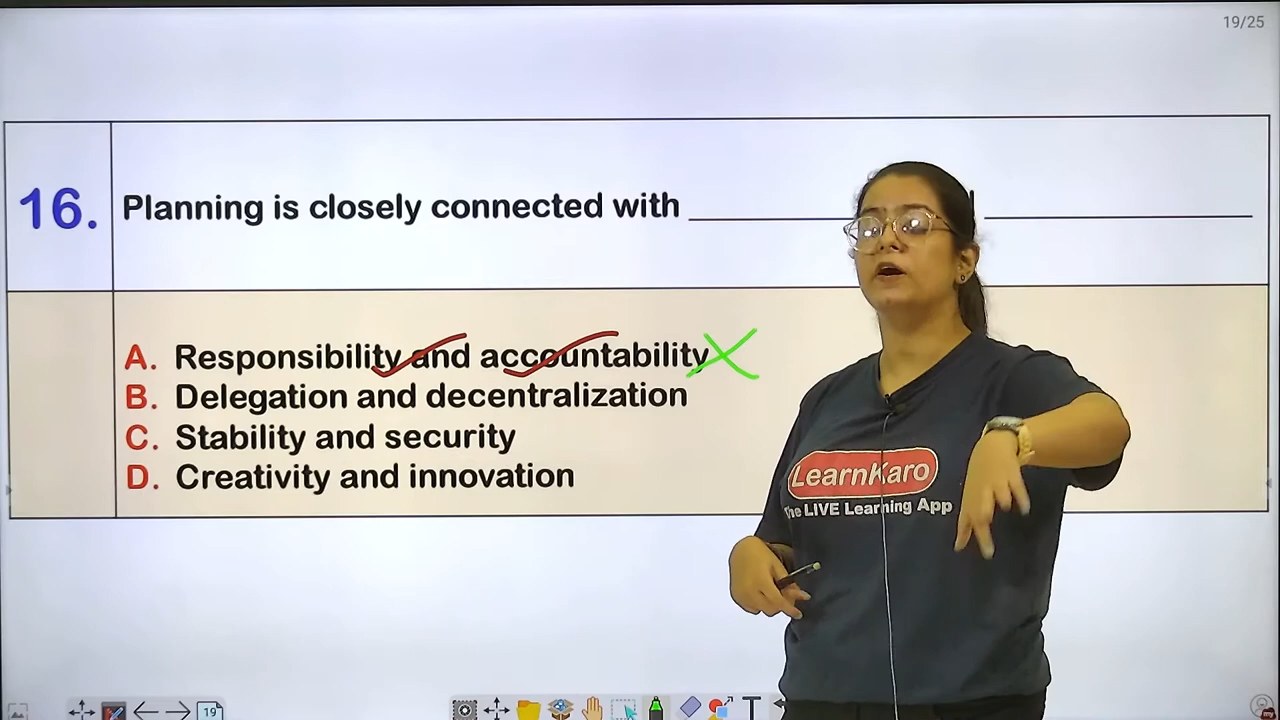 19/25
16.
Planning is closely connected with
A. Responsibility and accountability
B. Delegation and decentralization
C. Stability and security
D. Creativity and innovation
LearnKaro
The LIVE Learning App
19
T